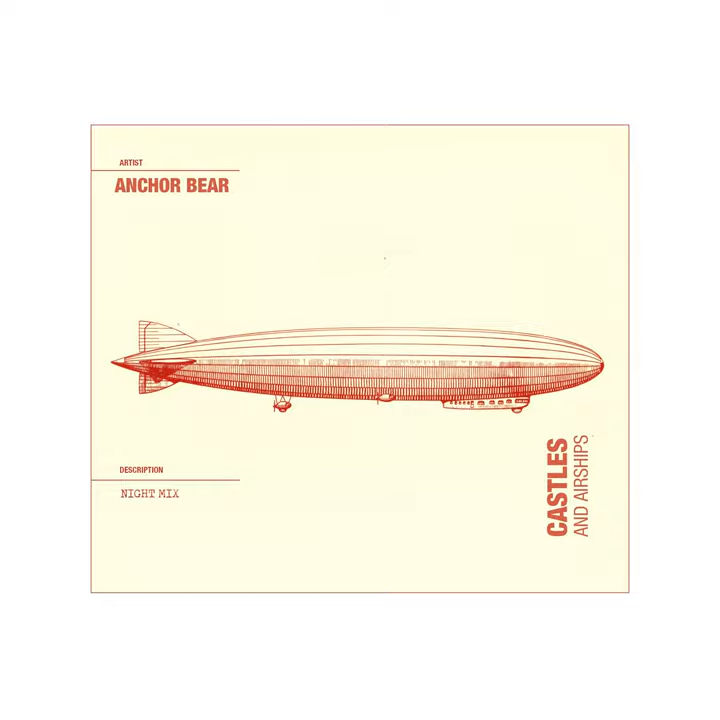 ARTIST
ANCHOR BEAR
DESCRIPTION
NIGHT MIX
CASTLES
AND AIRSHIPS